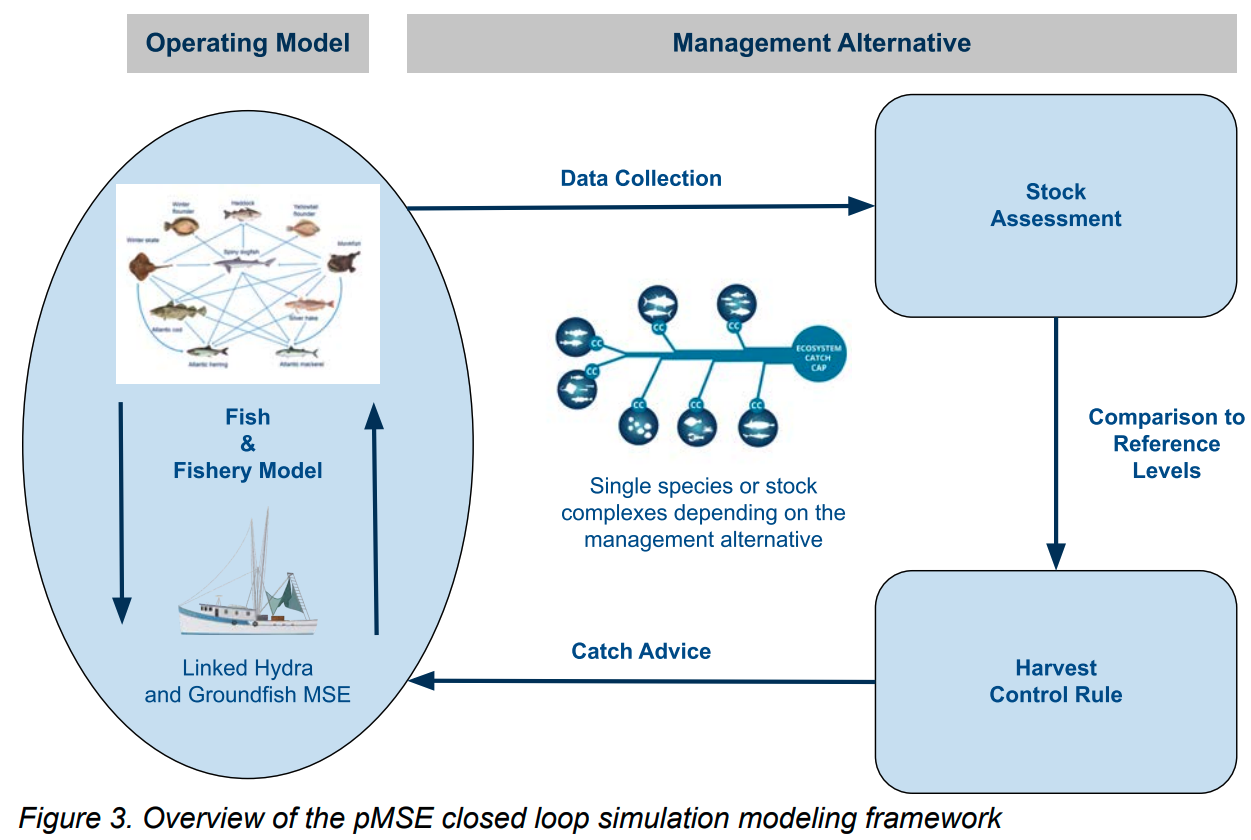 Operating Model
Management Alternative
Winter
flounder
Haddock
Yellowtail
flounder
Winter skate
Spiny dogfish
Monkfish
Atlantic cod
Silver hake
Atlantic herring
Atlantic mackerel
Fish
&
Fishery Model
Linked Hydra
and Groundfish MSE
Data Collection
CC
CC
CC
CC
CC
CC
CC
ECOSYSTEM
CATCH
CAP
Single species or stock
complexes depending on the
management alternative
Catch Advice
Stock
Assessment
Comparison to
Reference
Levels
Harvest
Control Rule
Figure 3. Overview of the pMSE closed loop simulation modeling framework